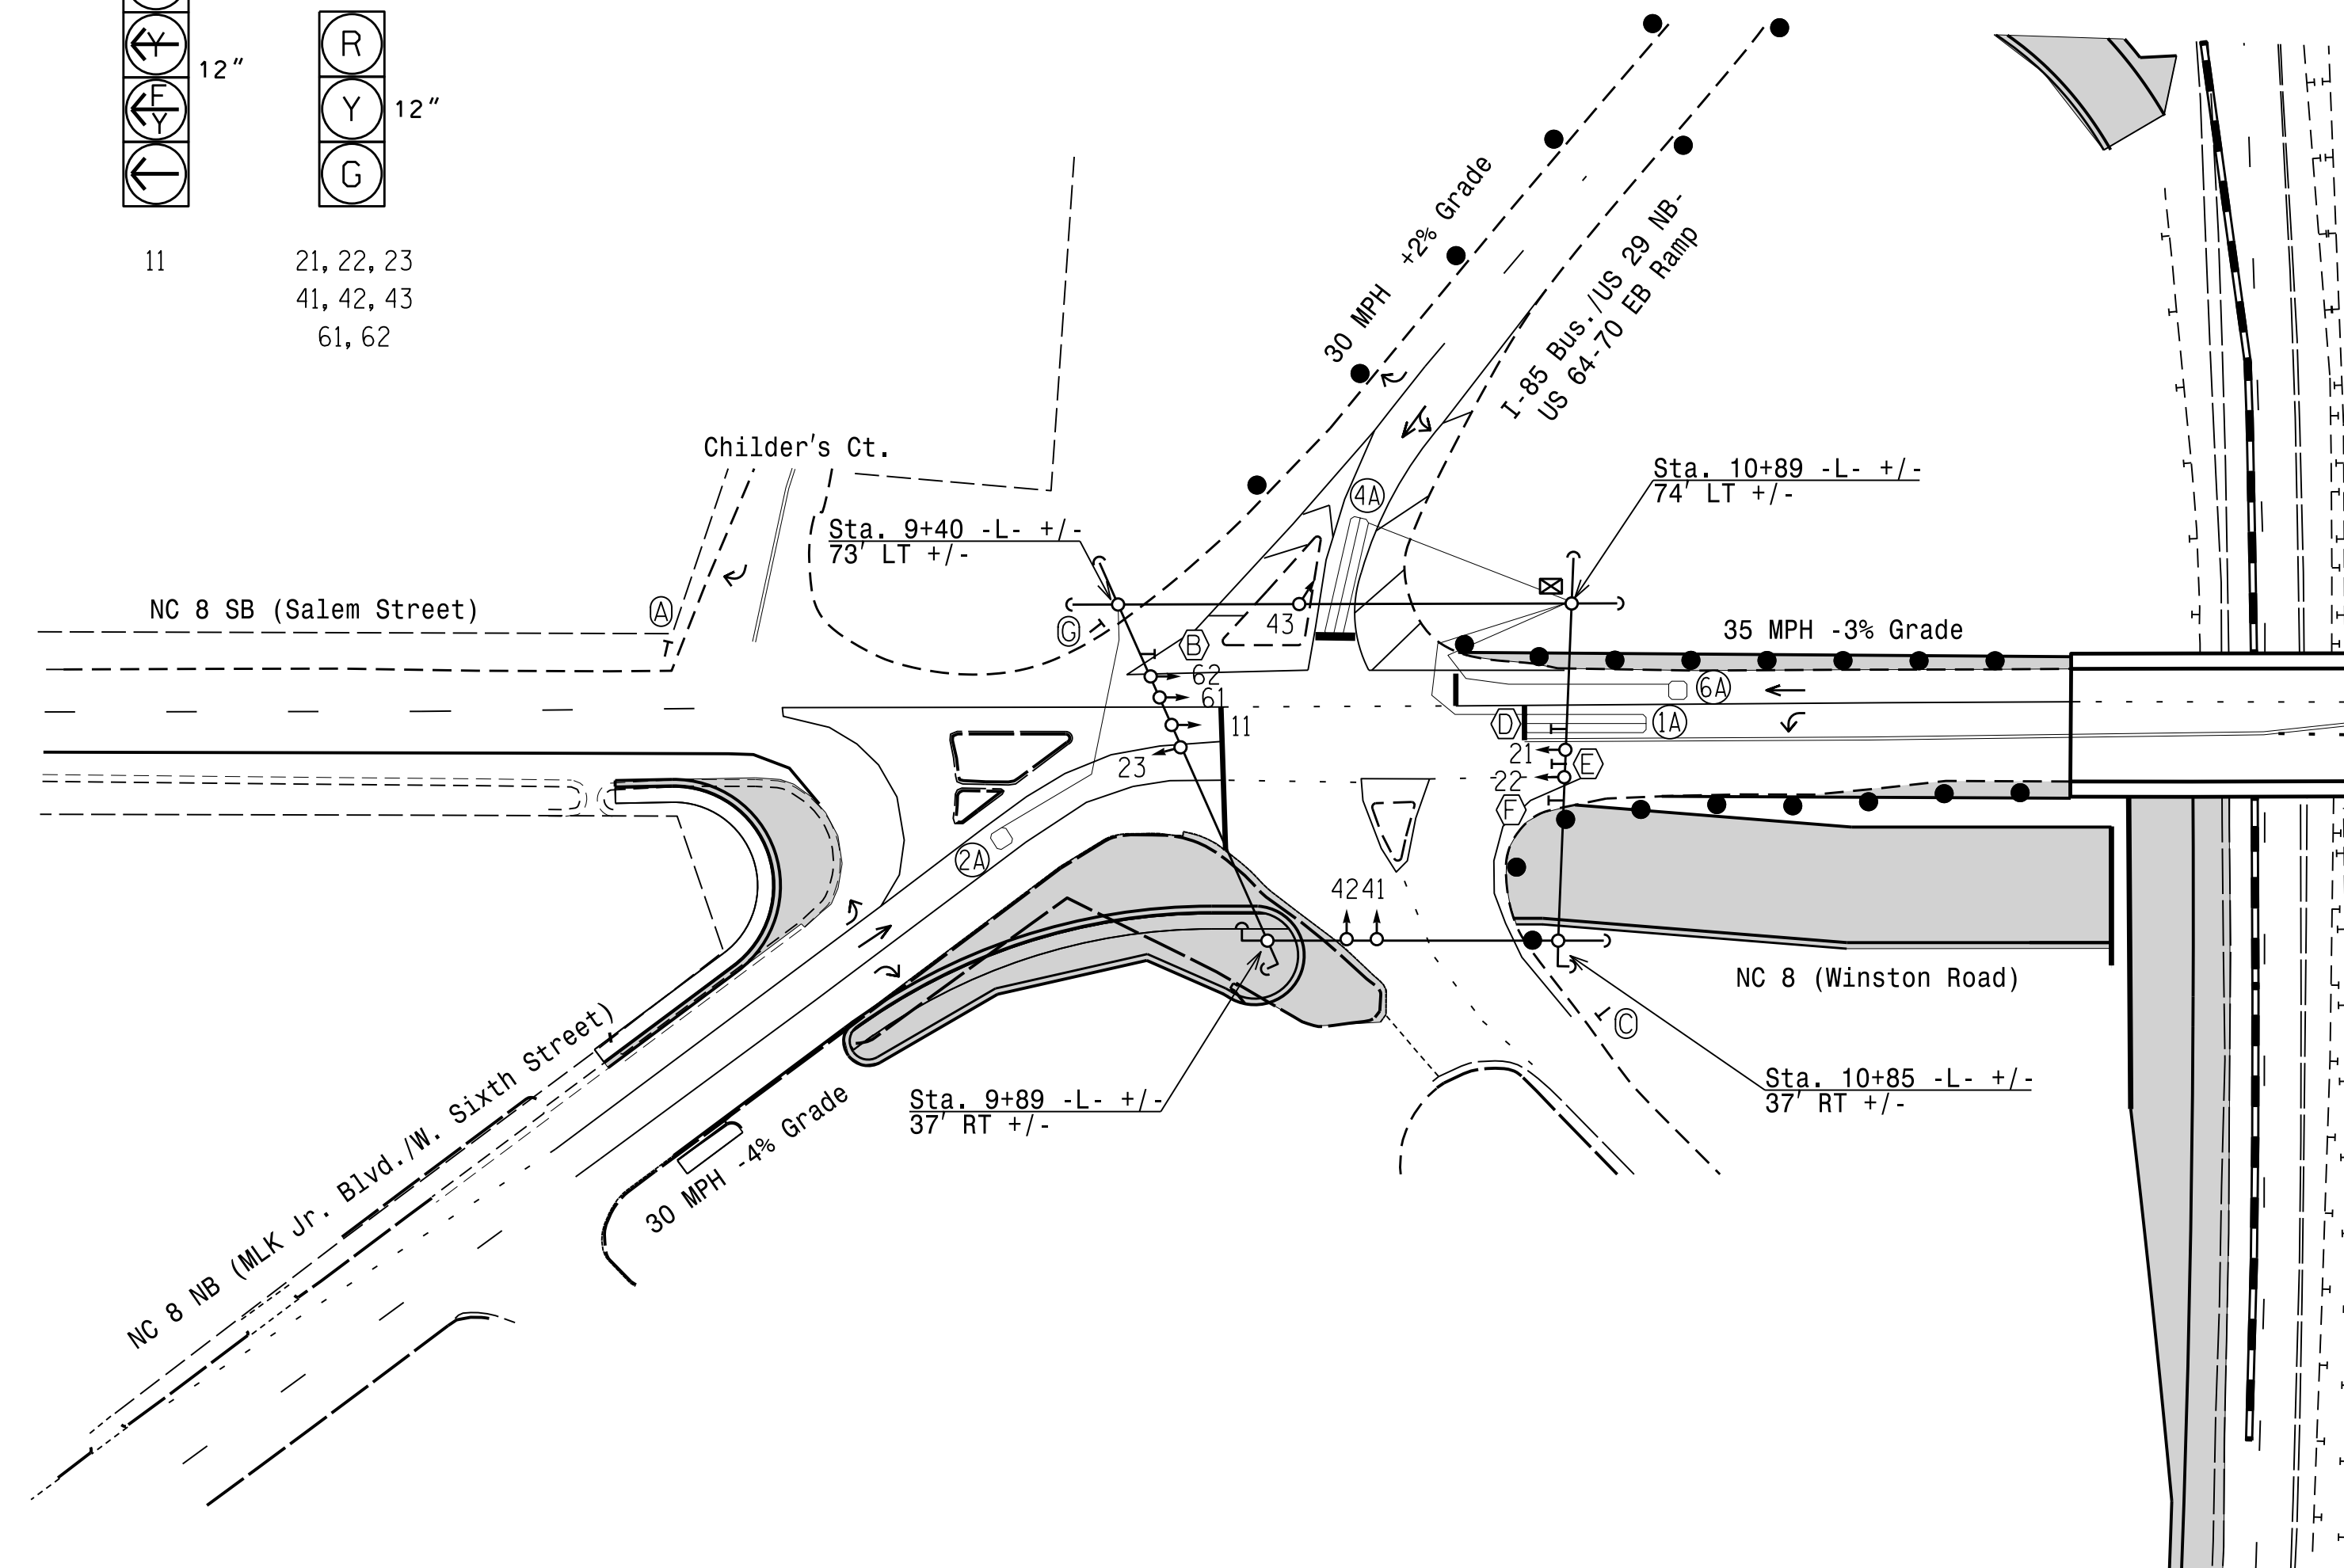 Y
F
Y
12"
R
Y
G
12"
11
21, 22, 23
41, 42, 43
61, 62
30 MPH +2% Grade
I-85 Bus./US 29 NB-
US 64-70 EB Ramp
Childer's Ct.
Sta. 9+40 -L- +/-
73' LT +/-
4A
Sta. 10+89 -L- +/-
74' LT +/-
NC 8 SB (Salem Street)
A
G
B
43
35 MPH -3% Grade
62
61
11
23
6A
D
1A
21
E
22
F
2A
42 41
NC 8 (Winston Road)
C
Sta. 9+89 -L- +/-
37' RT +/-
Sta. 10+85 -L- +/-
37' RT +/-
NC 8 NB (MLK Jr. Blvd./W. Sixth Street)
30 MPH -4% Grade